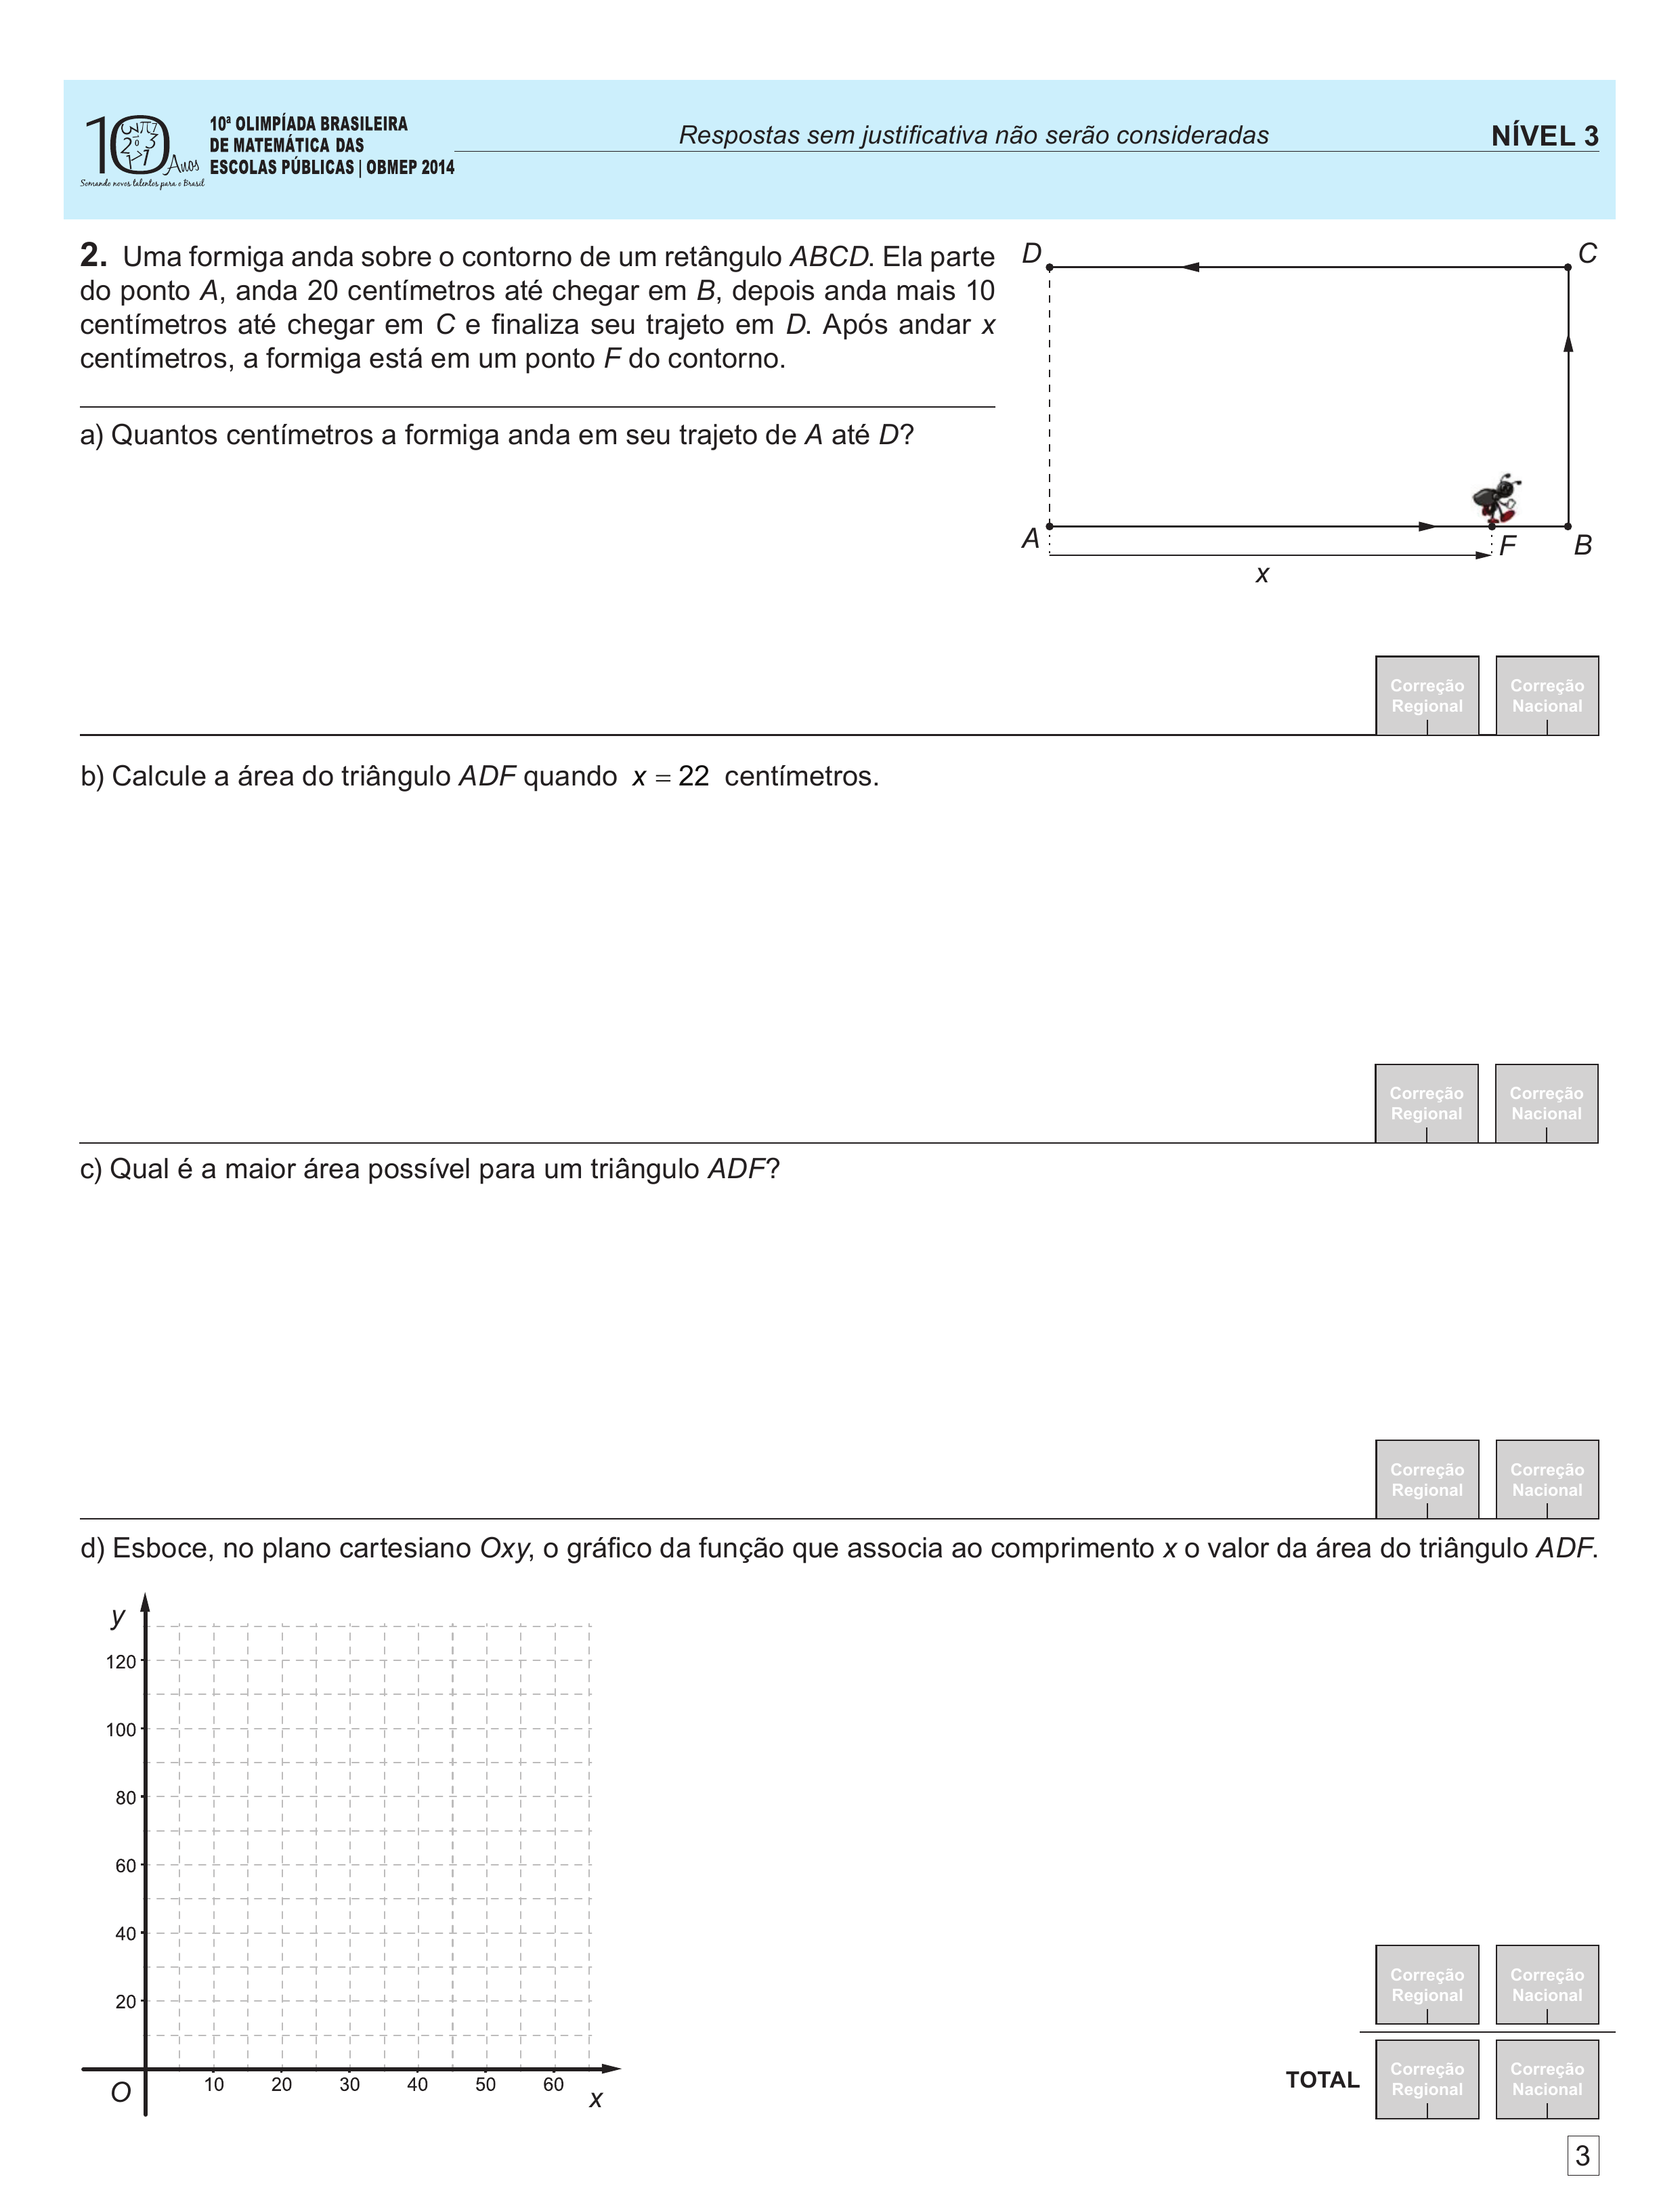 10ª OLIMPÍADA BRASILEIRA
DE MATEMÁTICA DAS
ESCOLAS PÚBLICAS | OBMEP 2014
10 Anos
Somando novos talentos para o Brasil
Respostas sem justificativa não serão consideradas
NÍVEL 3
2. Uma formiga anda sobre o contorno de um retângulo ABCD. Ela parte
do ponto A, anda 20 centímetros até chegar em B, depois anda mais 10
centímetros até chegar em C e finaliza seu trajeto em D. Após andar x
centímetros, a formiga está em um ponto F do contorno.
D
C
A
F
B
x
a) Quantos centímetros a formiga anda em seu trajeto de A até D?
Correção Regional
Correção Nacional
b) Calcule a área do triângulo ADF quando x = 22 centímetros.
Correção Regional
Correção Nacional
c) Qual é a maior área possível para um triângulo ADF?
Correção Regional
Correção Nacional
d) Esboce, no plano cartesiano Oxy, o gráfico da função que associa ao comprimento x o valor da área do triângulo ADF.
y
120
100
80
60
40
20
O
10 20 30 40 50 60
x
Correção Regional
Correção Nacional
TOTAL
Correção Regional
Correção Nacional
3